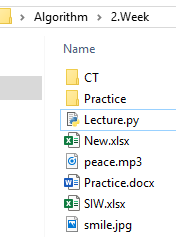 Algorithm > 2.Week
Name
CT
Practice
Lecture.py
New.xlsx
peace.mp3
Practice.docx
SIW.xlsx
smile.jpg